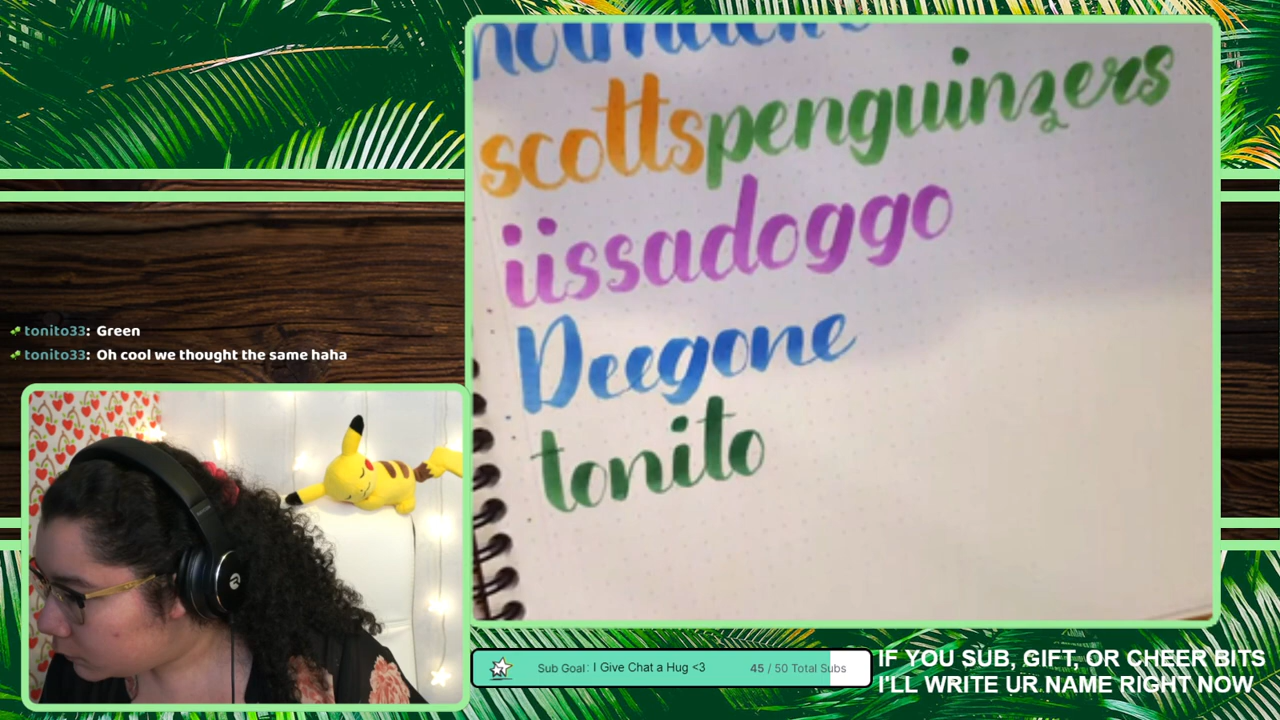 scottspenguinzers
iissadoggo
Deegone
tonito
tonito33: Green
tonito33: Oh cool we thought the same haha
Sub Goal: I Give Chat a Hug <3 45 / 50 Total Subs
IF YOU SUB, GIFT, OR CHEER BITS
I'LL WRITE UR NAME RIGHT NOW